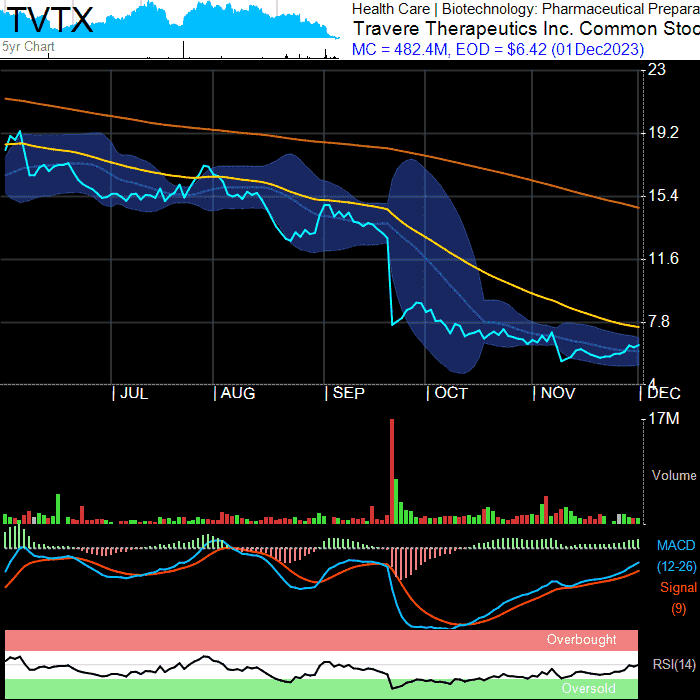 TVTX
5yr Chart
Health Care | Biotechnology: Pharmaceutical Prepara
Travere Therapeutics Inc. Common Stoc
MC = 482.4M, EOD = $6.42 (01Dec2023)
23
19.2
15.4
11.6
7.8
4
| JUL | AUG | SEP | OCT | NOV | DEC
17M
Volume
MACD
(12-26)
Signal
(9)
Overbought
RSI(14)
Oversold